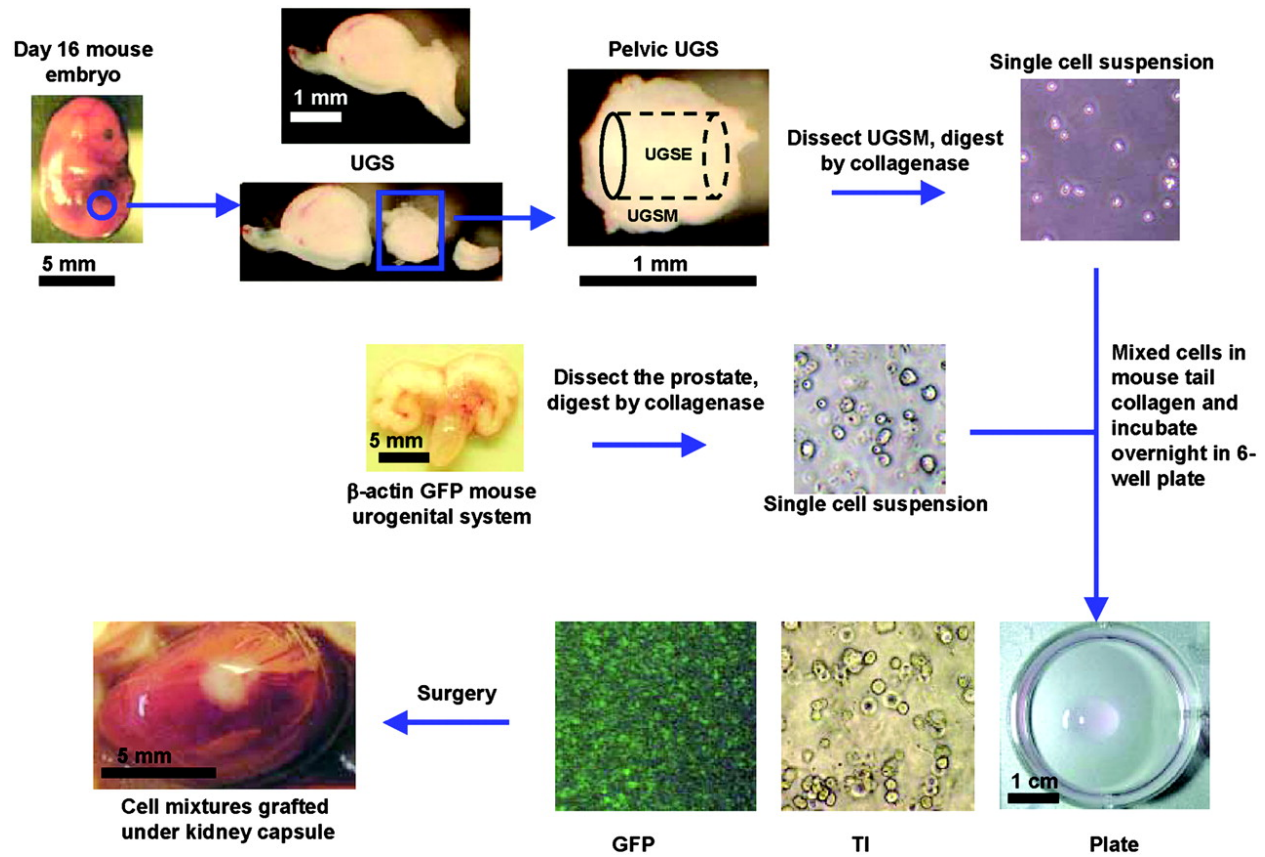 Day 16 mouse
embryo
5 mm
1 mm
UGS
Pelvic UGS
UGSE
UGSM
1 mm
Dissect UGSM, digest
by collagenase
Single cell suspension
5 mm
β-actin GFP mouse
urogenital system
Dissect the prostate,
digest by collagenase
Single cell suspension
Mixed cells in
mouse tail
collagen and
incubate
overnight in 6-
well plate
5 mm
Cell mixtures grafted
under kidney capsule
Surgery
GFP
TI
1 cm
Plate